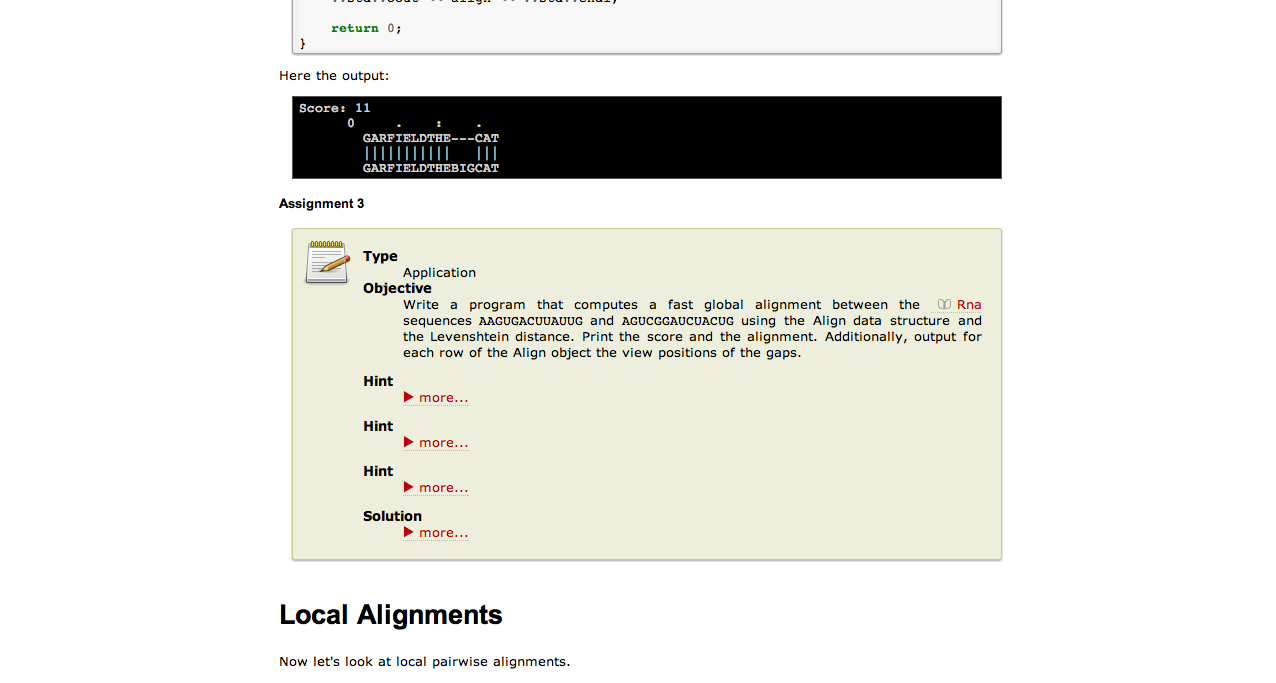 return 0;
}
Here the output:
Score: 11
0 . : .
GARFIELDTHE---CAT
||||||||||| |||
GARFIELDTHEBIGCAT
Assignment 3
Type
Application
Objective
Write a program that computes a fast global alignment between the Rna
sequences AAGUGACUUAUUG and AGUCGGAUCUACUG using the Align data structure and
the Levenshtein distance. Print the score and the alignment. Additionally, output for
each row of the Align object the view positions of the gaps.
Hint
more...
Hint
more...
Hint
more...
Solution
more...
Local Alignments
Now let's look at local pairwise alignments.